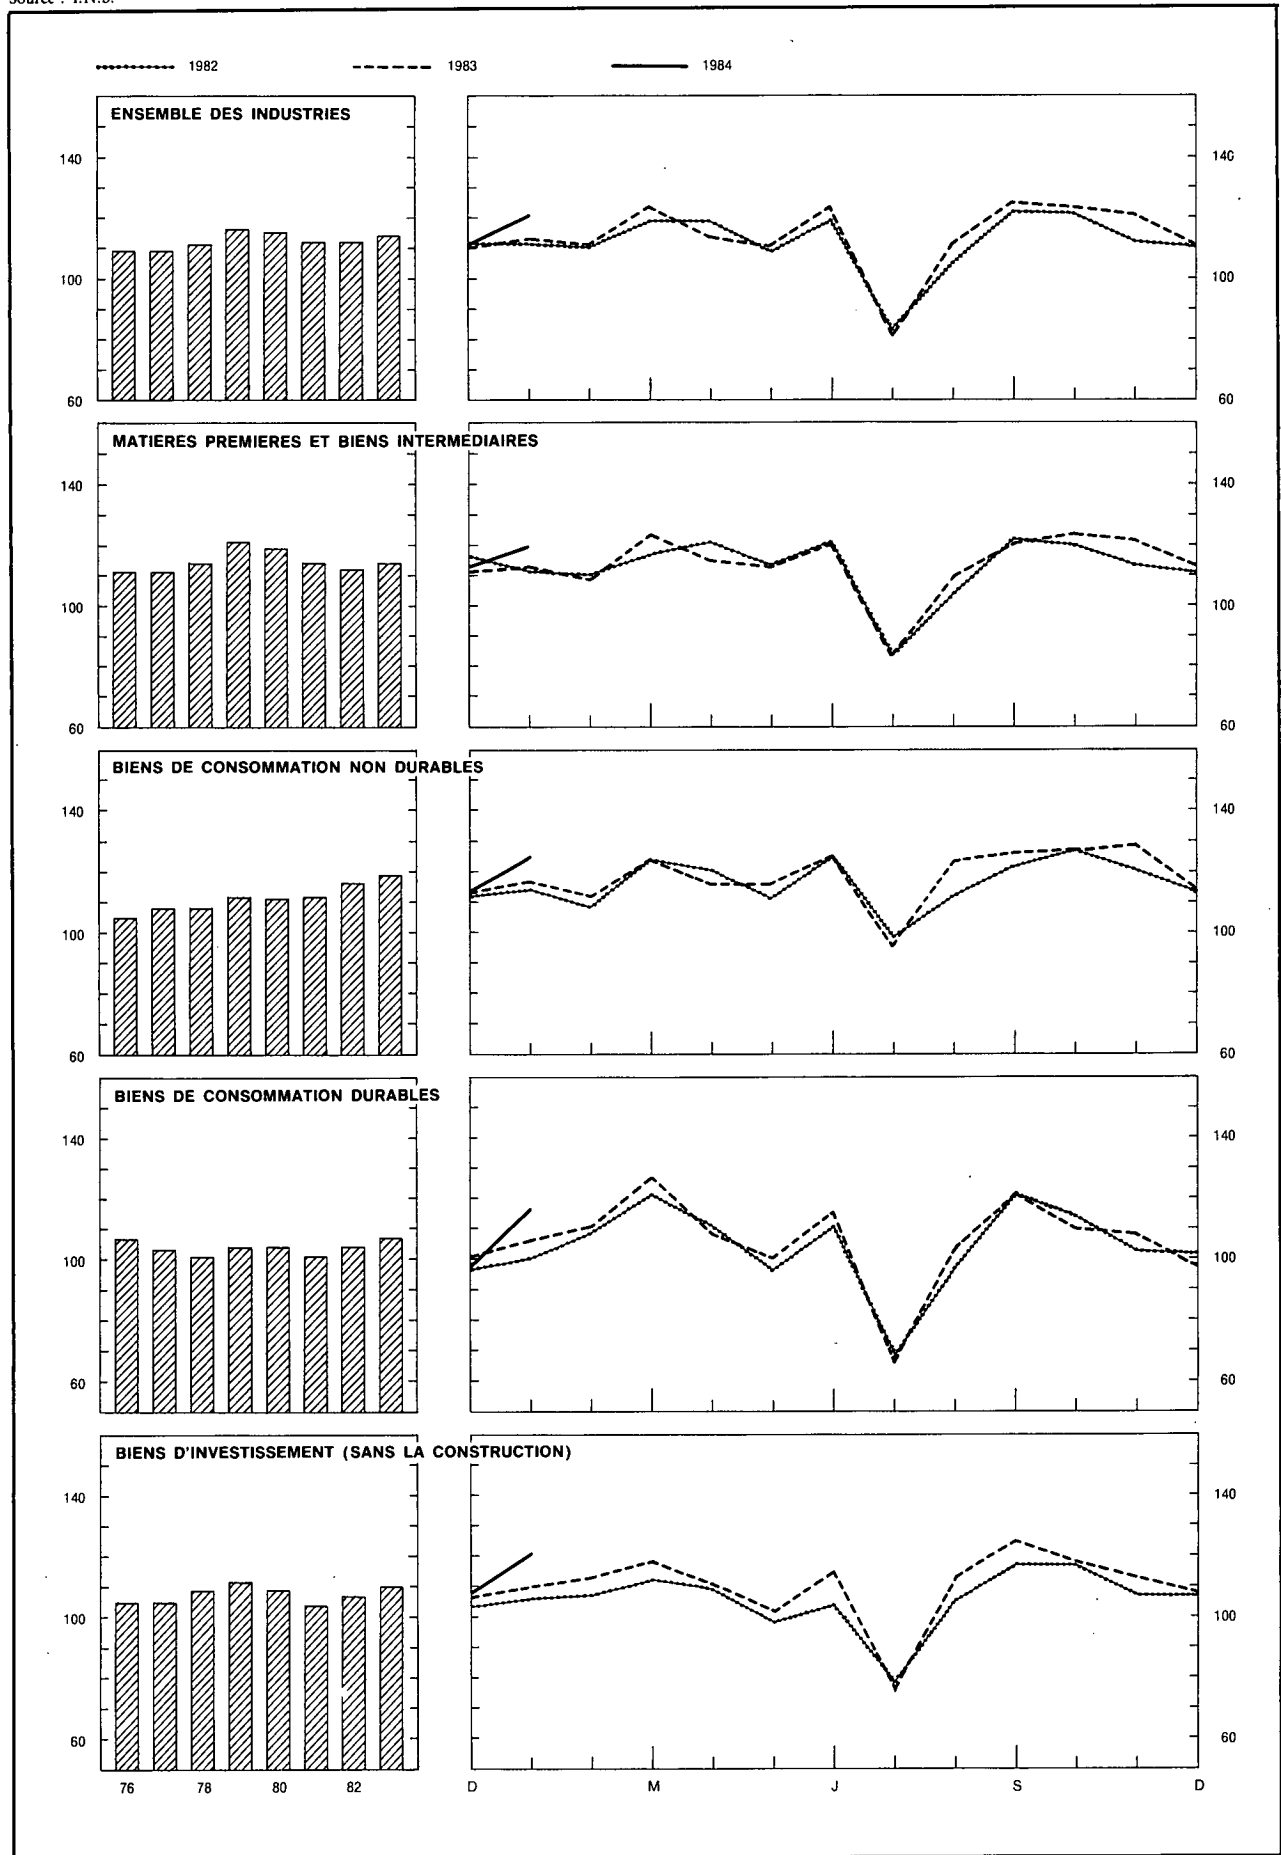 Source : I.N.S.
1982 1983 1984
ENSEMBLE DES INDUSTRIES
140 140
100 100
60 60
MATIERES PREMIERES ET BIENS INTERMEDIAIRES
140 140
100 100
60 60
BIENS DE CONSOMMATION NON DURABLES
140 140
100 100
60 60
BIENS DE CONSOMMATION DURABLES
140 140
100 100
60 60
BIENS D'INVESTISSEMENT (SANS LA CONSTRUCTION)
140 140
100 100
60 60
76 78 80 82 D M J S D